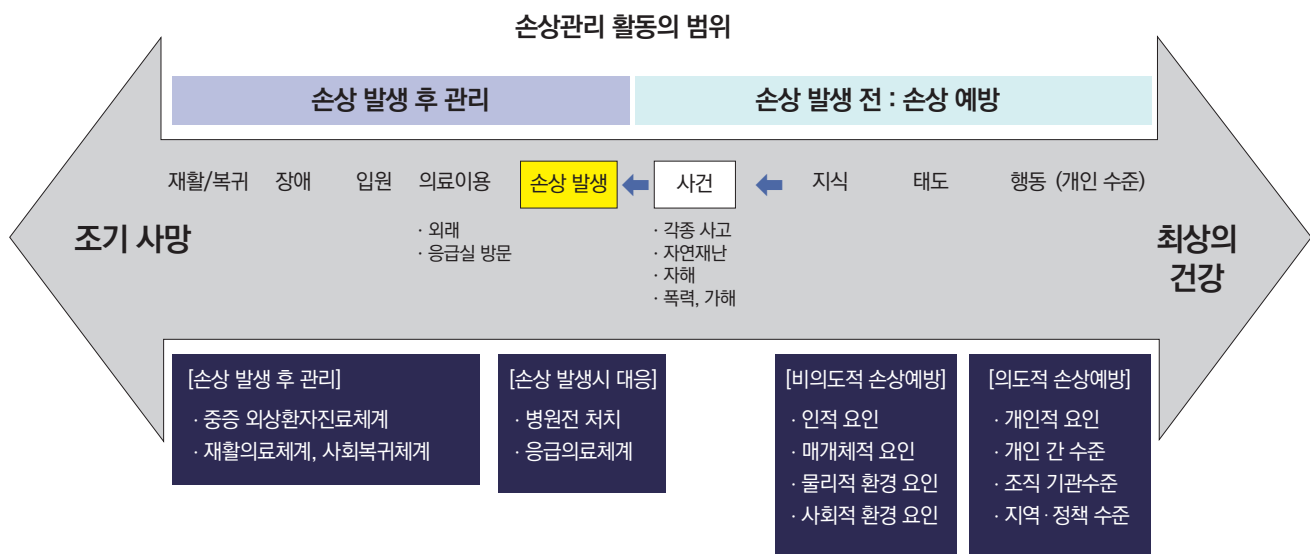 손상관리 활동의 범위
손상 발생 후 관리
손상 발생 전 : 손상 예방
재활/복귀 장애 입원 의료이용 손상 발생 사건 지식 태도 행동 (개인 수준)
· 외래
· 응급실 방문
· 각종 사고
· 자연재난
· 자해
· 폭력, 가해
조기 사망
최상의
건강
[손상 발생 후 관리]
· 중증 외상환자진료체계
· 재활의료체계, 사회복귀체계
[손상 발생시 대응]
· 병원전 처치
· 응급의료체계
[비의도적 손상예방]
· 인적 요인
· 매개체적 요인
· 물리적 환경 요인
· 사회적 환경 요인
[의도적 손상예방]
· 개인적 요인
· 개인 간 수준
· 조직 기관수준
· 지역·정책 수준